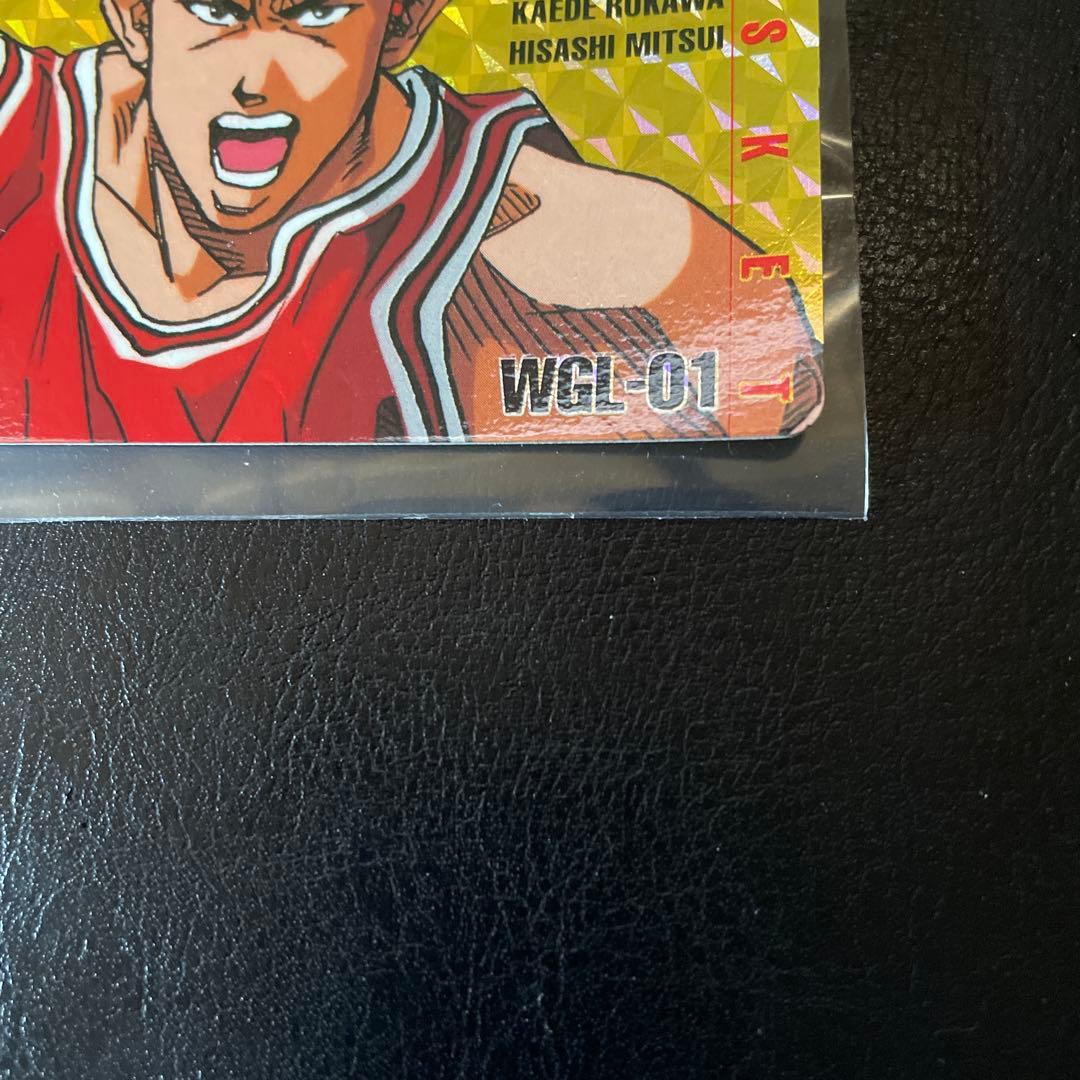 KAEDE RUKAWA
HISASHI MITSUI
SKET
WGL-01